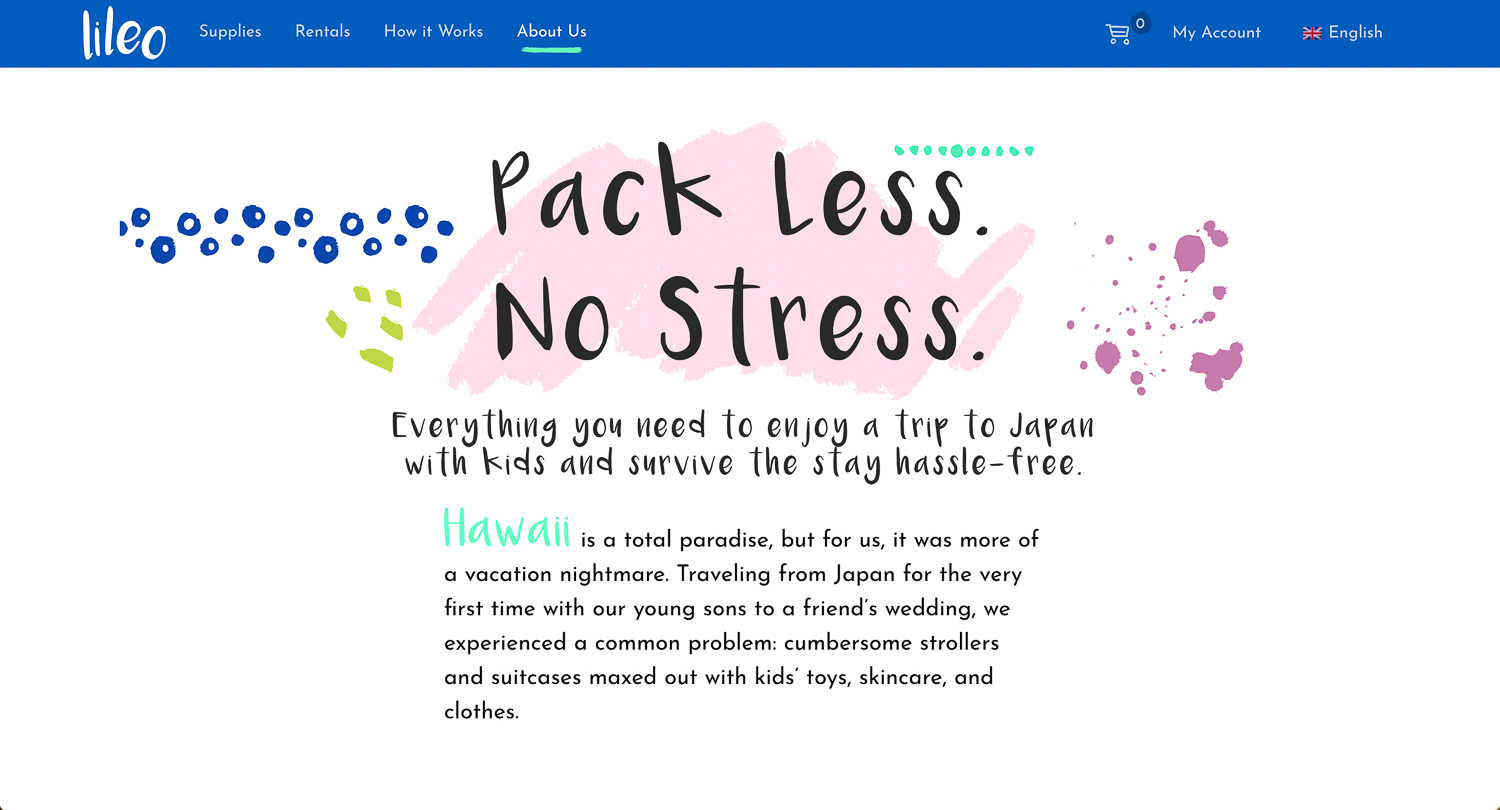 lileo Supplies Rentals How it Works About Us 0 My Account English
Pack Less.
No Stress.
Everything you need to enjoy a trip to Japan
with kids and survive the stay hassle-free.
Hawaii is a total paradise, but for us, it was more of
a vacation nightmare. Traveling from Japan for the very
first time with our young sons to a friend’s wedding, we
experienced a common problem: cumbersome strollers
and suitcases maxed out with kids’ toys, skincare, and
clothes.